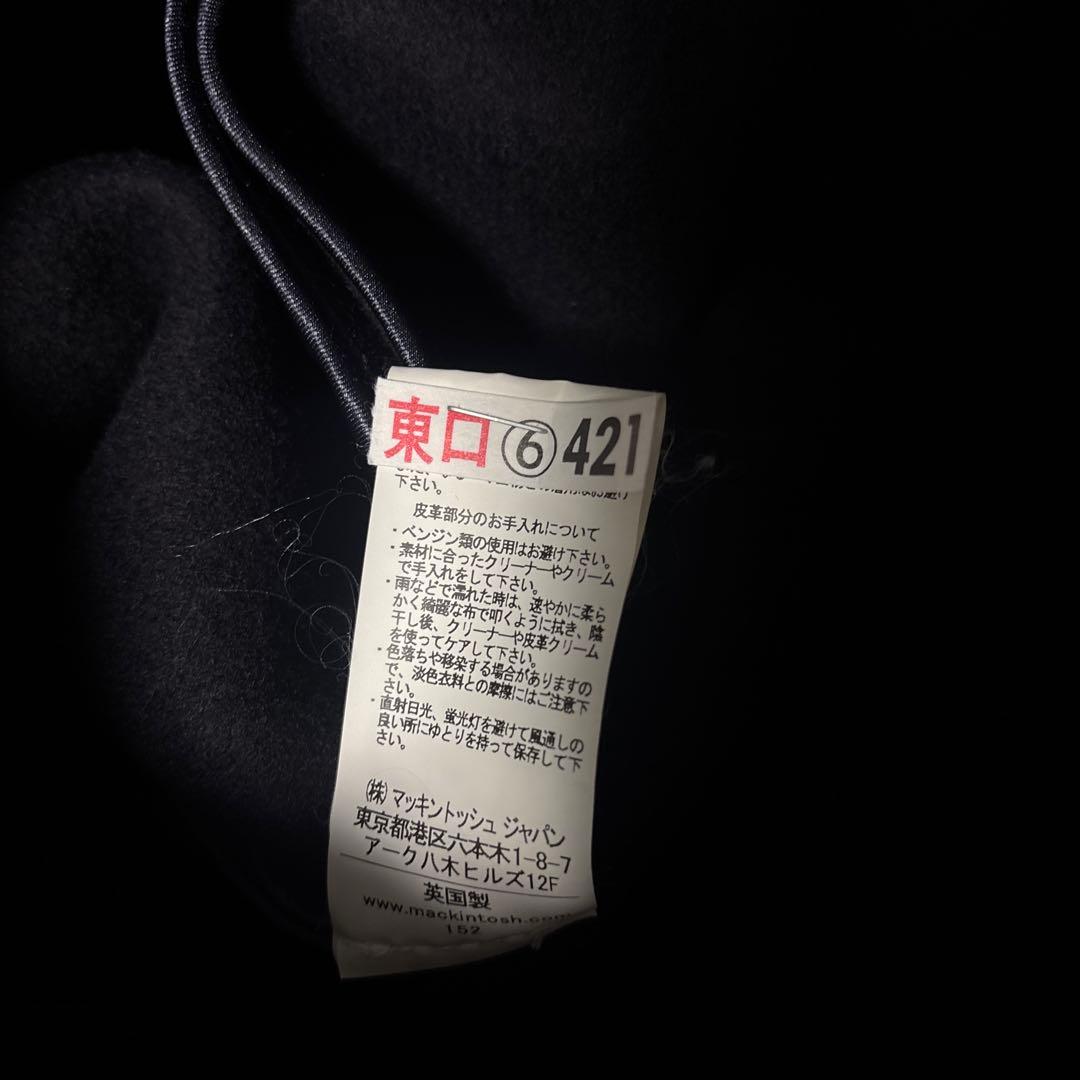 東口 ⑥ 421
下さい。
皮革部分のお手入れについて
・ベンジン類の使用はお避け下さい。
・素材に合ったクリーナーやクリーム
で手入れをして下さい。
・雨などで濡れた時は、速やかに柔ら
かく綺麗な布で叩くように拭き、陰
干し後、クリーナーや皮革クリーム
を使ってケアして下さい。
・色落ちや移染する場合がありますの
で、淡色衣料との摩擦にはご注意下
さい。
・直射日光、蛍光灯を避けて風通しの
良い所にゆとりを持って保存して下
さい。
(株) マッキントッシュ ジャパン
東京都港区六本木1-8-7
アーク八木ヒルズ12F
英国製
www.mackintosh.com
152